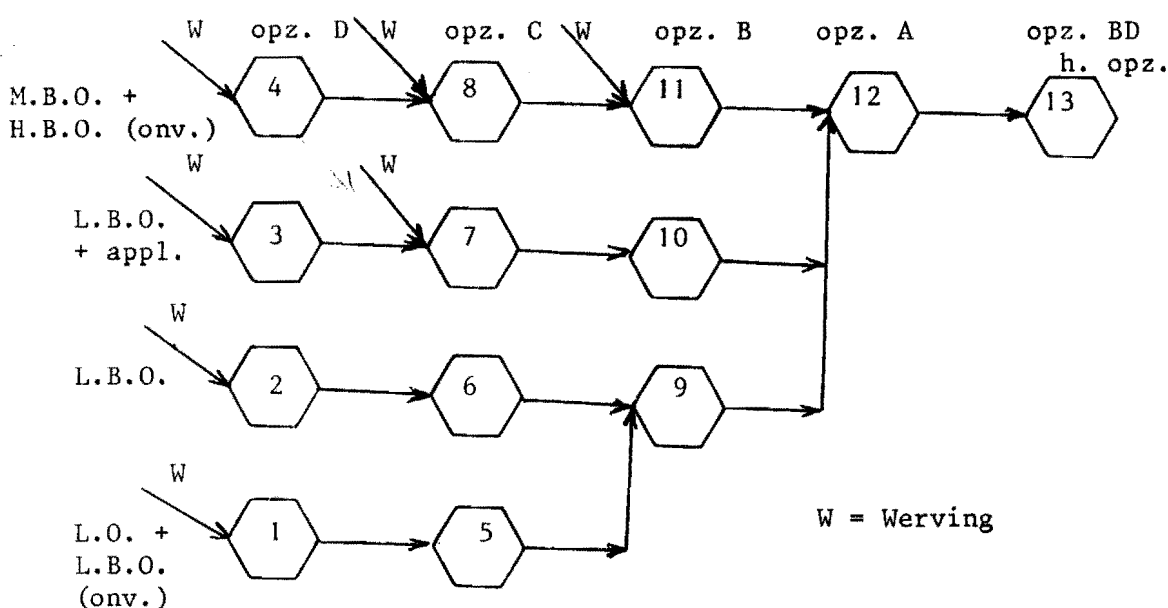 W opz. D W opz. C W opz. B opz. A opz. BD
h. opz.
M.B.O. +
H.B.O. (onv.)
4 8 11 12 13
W W
L.B.O.
+ appl.
3 7 10
W
L.B.O.
2 6 9
W
L.O. +
L.B.O.
(onv.)
1 5
W = Werving